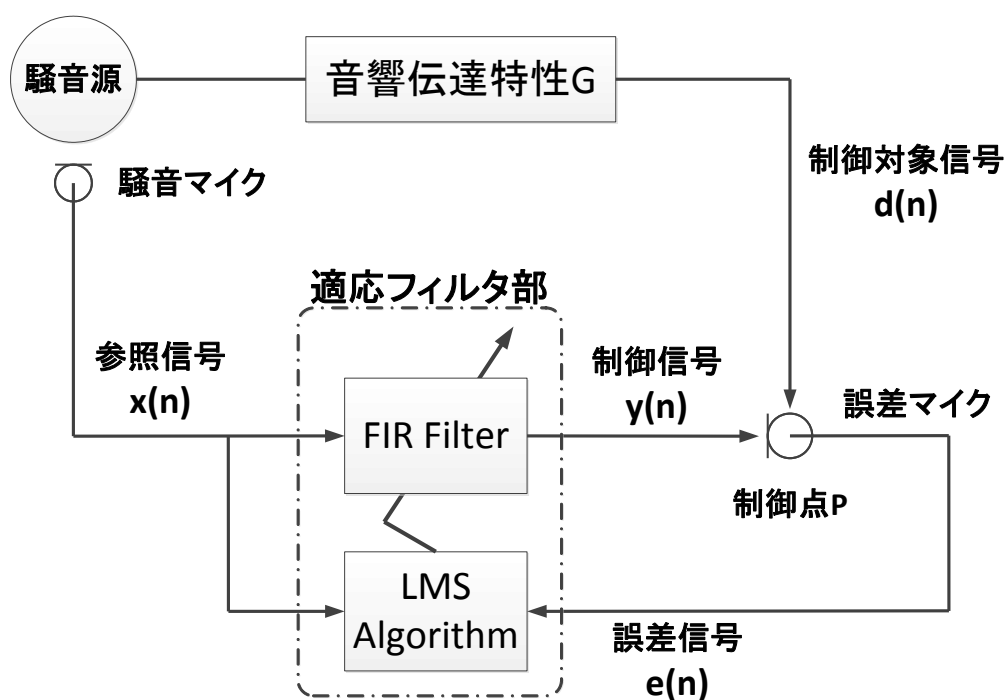 騒音源
音響伝達特性G
騒音マイク
制御対象信号
d(n)
適応フィルタ部
参照信号
x(n)
制御信号
y(n)
誤差マイク
FIR Filter
制御点P
LMS
Algorithm
誤差信号
e(n)